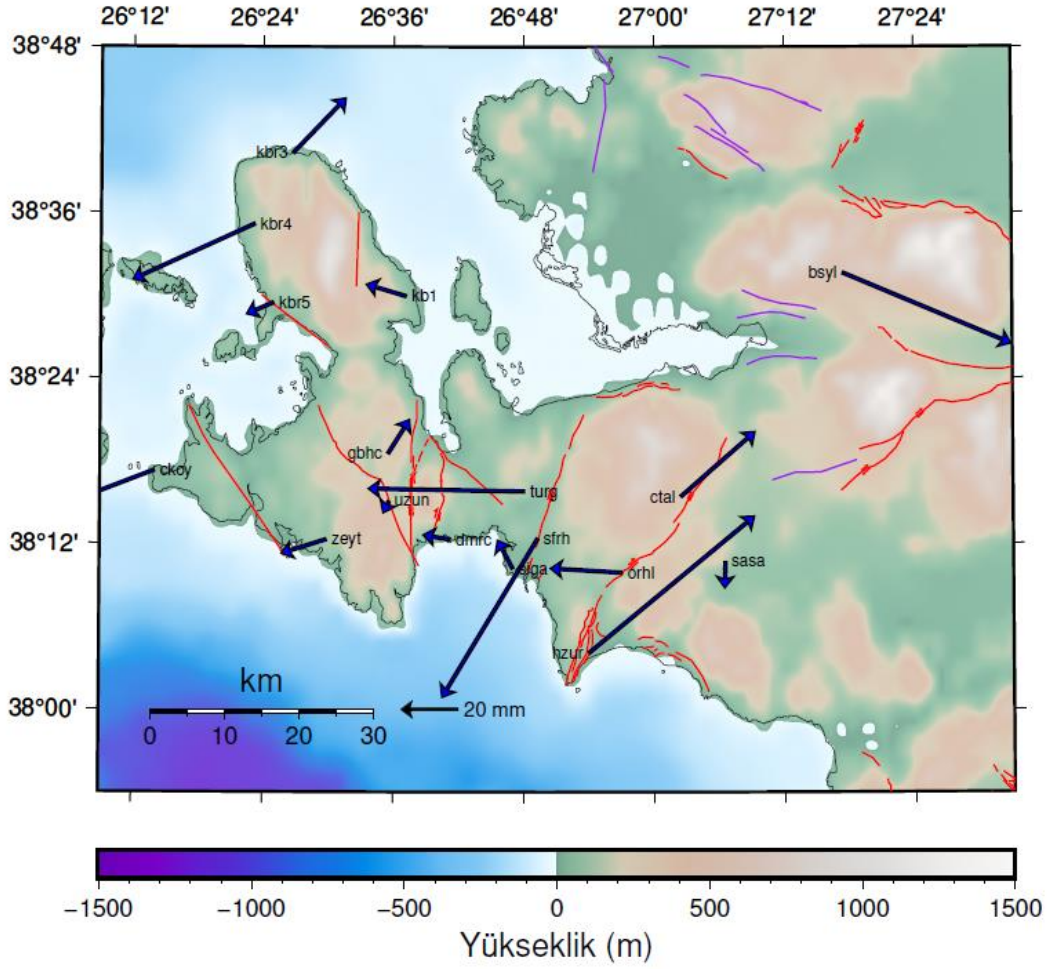 26°12' 26°24' 26°36' 26°48' 27°00' 27°12' 27°24'
38°48'
kbr3
38°36'
kbr4
bsyl
kbr5
kb1
38°24'
gbhc
ckoy
turg
ctal
uzun
38°12'
zeyt
dmrc
sfrh
sasa
siga
orhl
hzur
km
38°00'
20 mm
0 10 20 30
−1500 −1000 −500 0 500 1000 1500
Yükseklik (m)